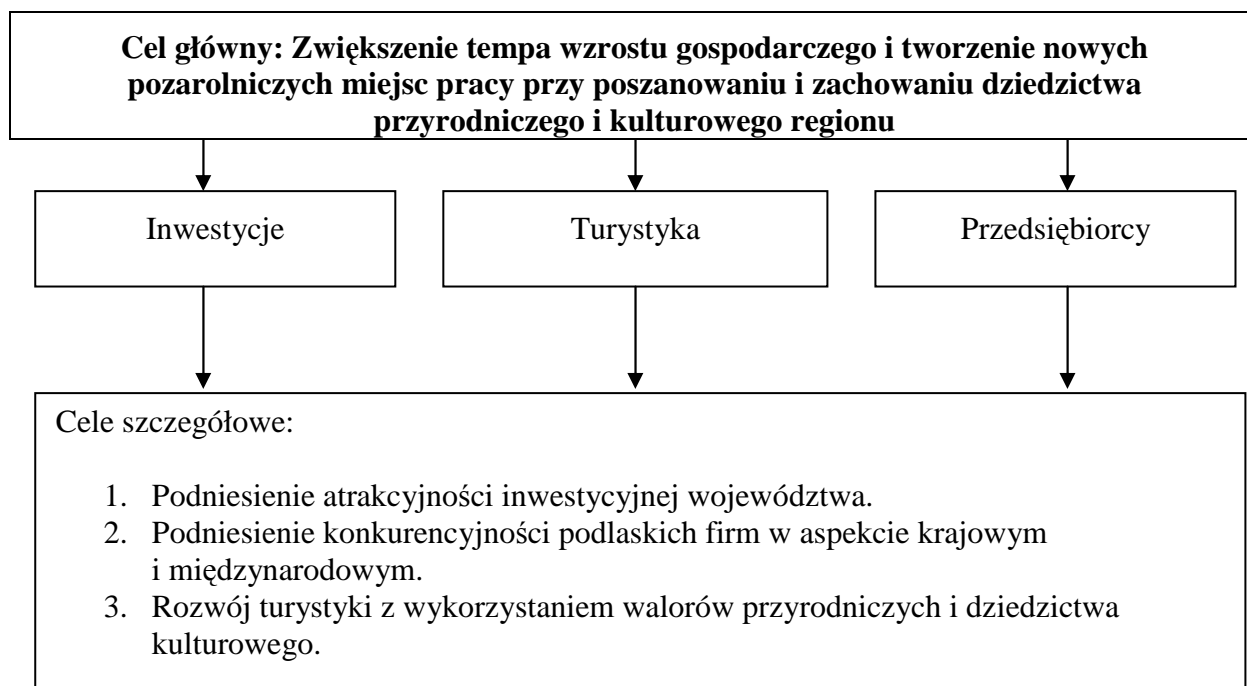 Cel główny: Zwiększenie tempa wzrostu gospodarczego i tworzenie nowych
pozarolniczych miejsc pracy przy poszanowaniu i zachowaniu dziedzictwa
przyrodniczego i kulturowego regionu
Inwestycje
Turystyka
Przedsiębiorcy
Cele szczegółowe:
1. Podniesienie atrakcyjności inwestycyjnej województwa.
2. Podniesienie konkurencyjności podlaskich firm w aspekcie krajowym
i międzynarodowym.
3. Rozwój turystyki z wykorzystaniem walorów przyrodniczych i dziedzictwa
kulturowego.